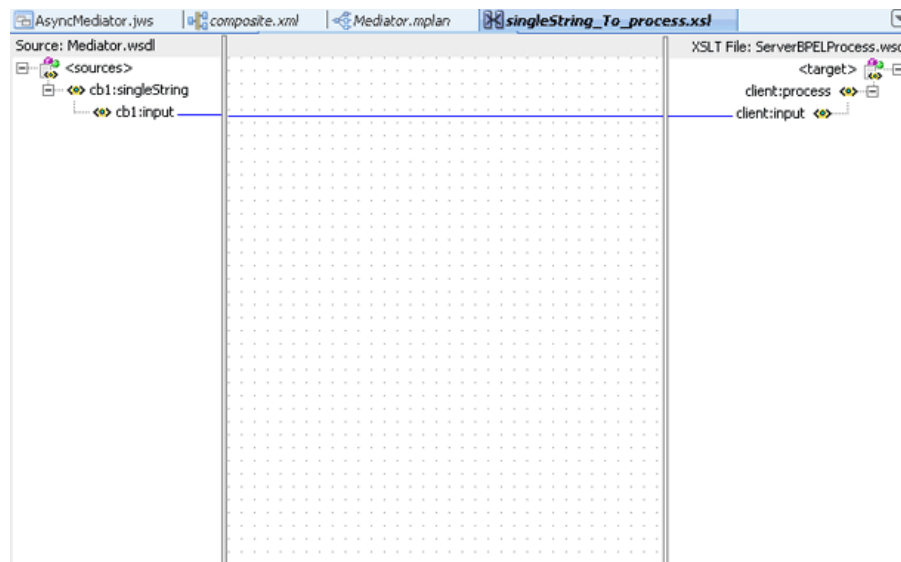 AsyncMediator.jws composite.xml Mediator.mplan singleString_To_process.xsl
Source: Mediator.wsdl XSLT File: ServerBPELProcess.wsd
<sources> <target>
cb1:singleString client:process
cb1:input client:input